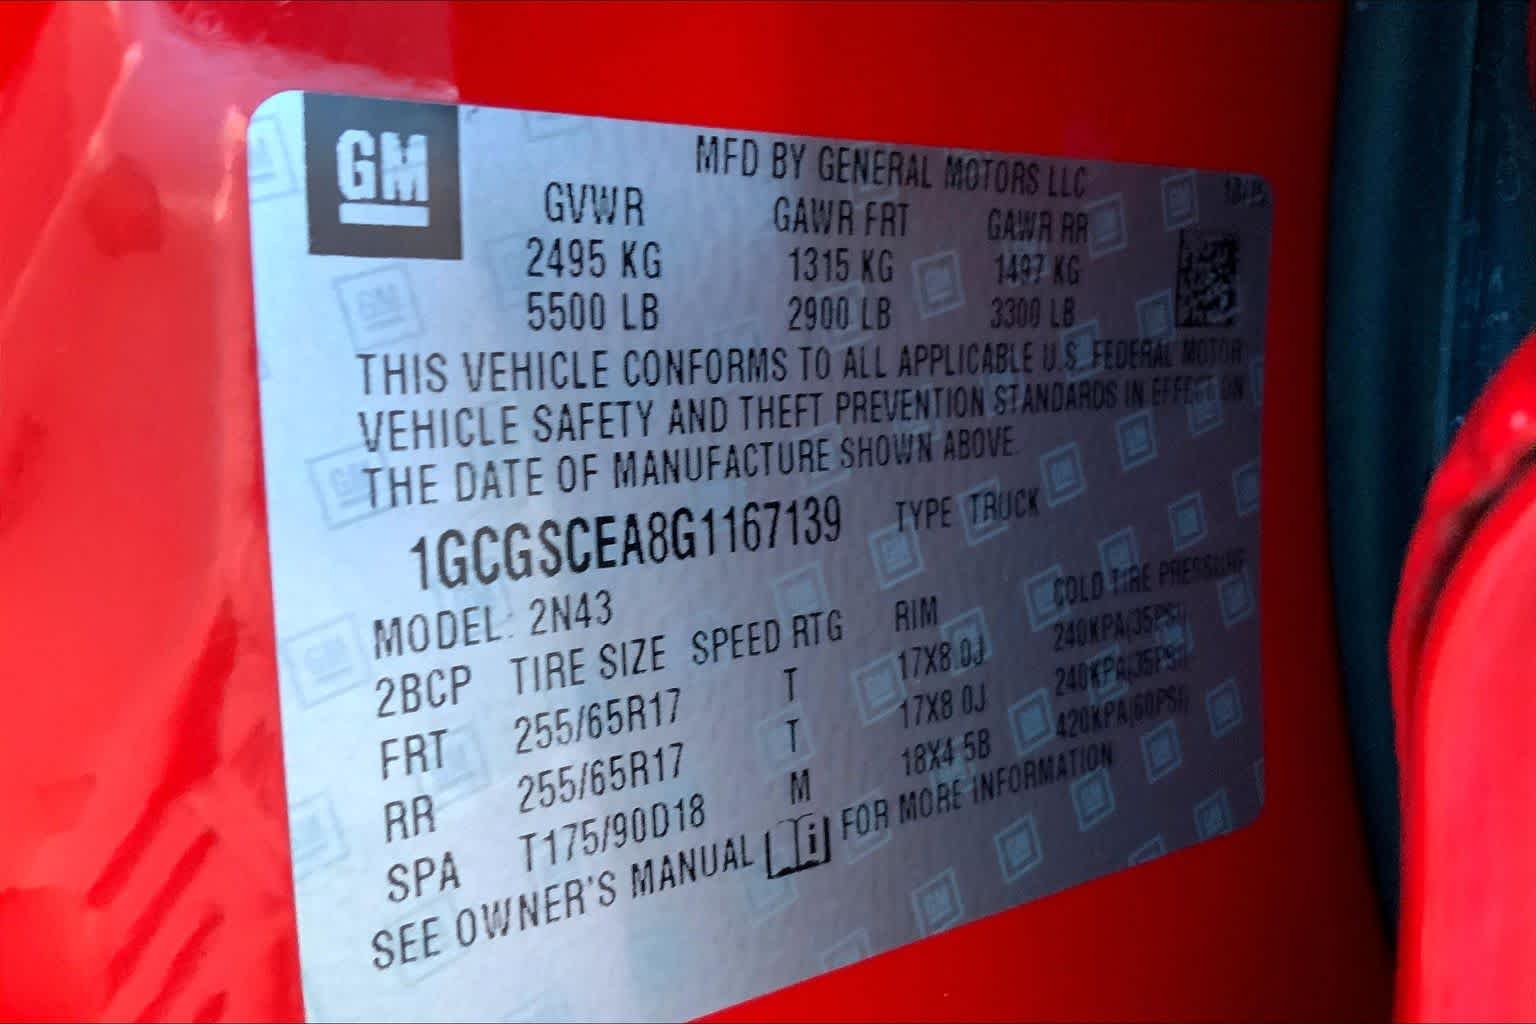 GM
MFD BY GENERAL MOTORS LLC
GVWR GAWR FRT GAWR RR
2495 KG 1315 KG 1497 KG
5500 LB 2900 LB 3300 LB
THIS VEHICLE CONFORMS TO ALL APPLICABLE U.S. FEDERAL MOTOR
VEHICLE SAFETY AND THEFT PREVENTION STANDARDS IN EFFECT ON
THE DATE OF MANUFACTURE SHOWN ABOVE.
1GCGSCEA8G1167139 TYPE TRUCK
MODEL: 2N43
2BCP TIRE SIZE SPEED RTG RIM COLD TIRE PRESSURE
FRT 255/65R17 T 17X8.0J 240KPA(35PSI)
RR 255/65R17 T 17X8.0J 240KPA(35PSI)
SPA T175/90D18 M 18X4.5B 420KPA(60PSI)
SEE OWNER'S MANUAL FOR MORE INFORMATION